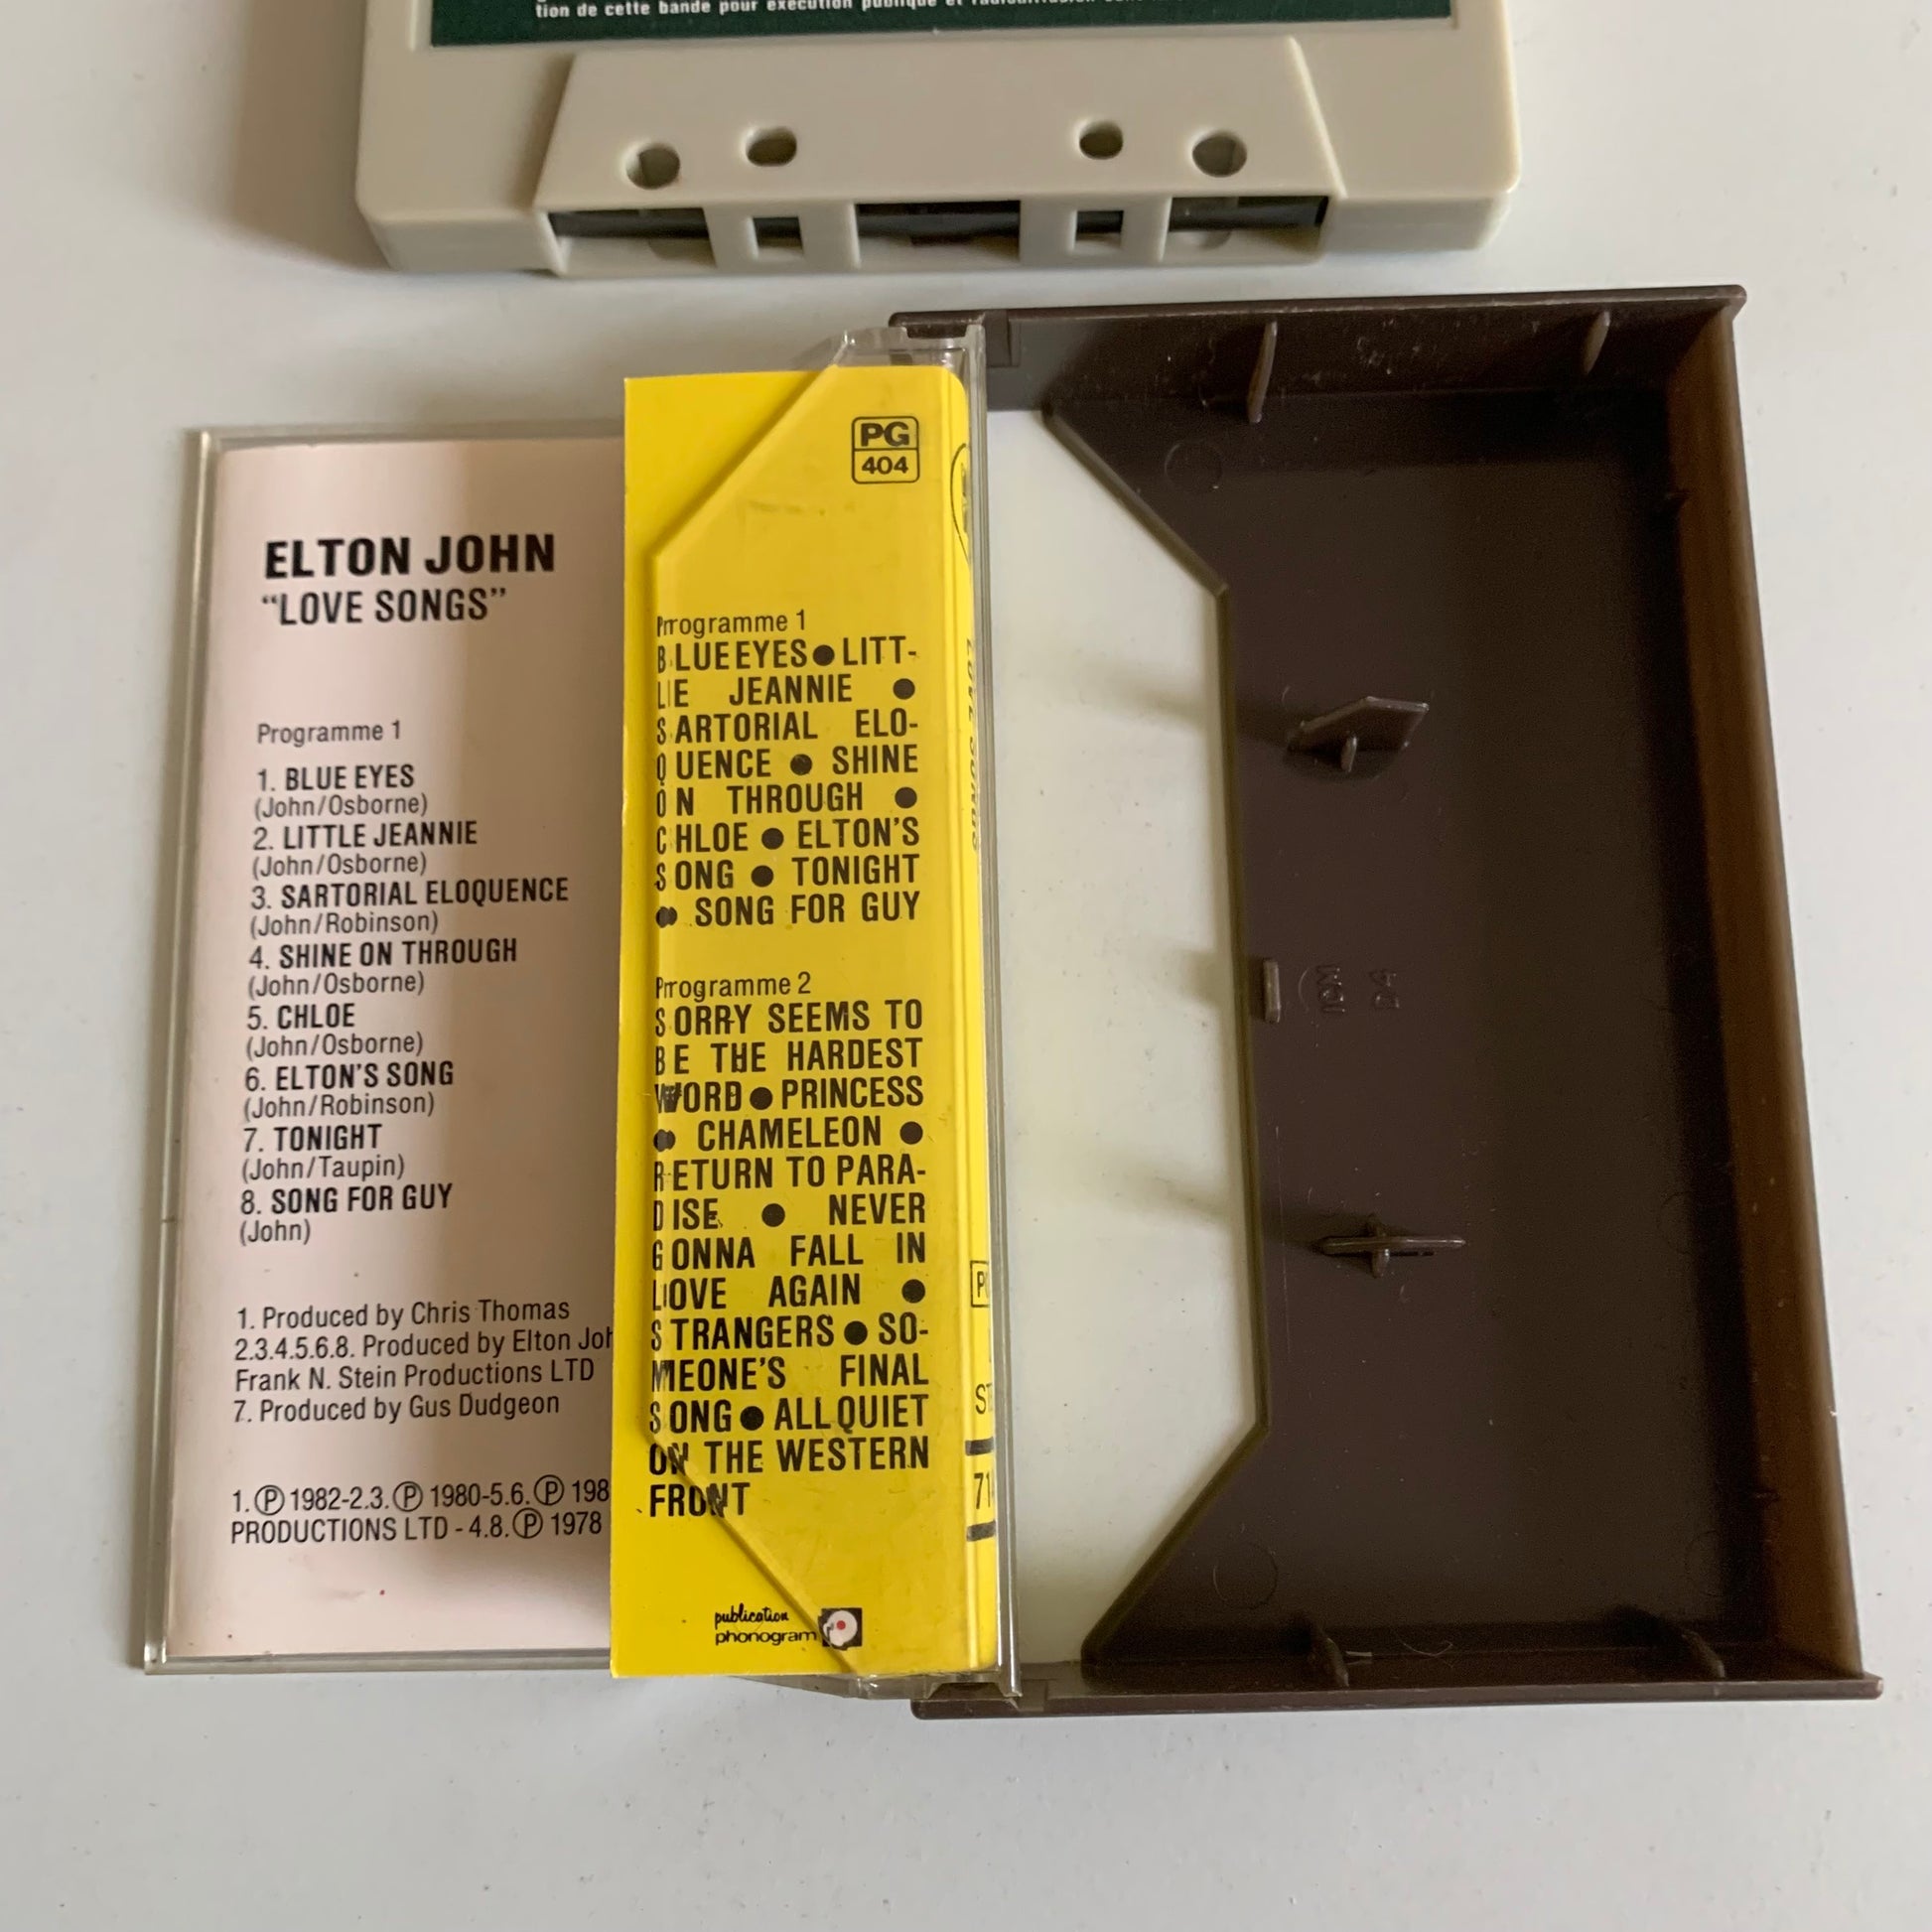 tion de cette bande pour exécution publique et radiodiffusion
ELTON JOHN
“LOVE SONGS”
Programme 1
1. BLUE EYES
(John/Osborne)
2. LITTLE JEANNIE
(John/Osborne)
3. SARTORIAL ELOQUENCE
(John/Robinson)
4. SHINE ON THROUGH
(John/Osborne)
5. CHLOE
(John/Osborne)
6. ELTON'S SONG
(John/Robinson)
7. TONIGHT
(John/Taupin)
8. SONG FOR GUY
(John)
1. Produced by Chris Thomas
2.3.4.5.6.8. Produced by Elton Joh
Frank N. Stein Productions LTD
7. Produced by Gus Dudgeon
1.Ⓟ 1982-2.3.Ⓟ 1980-5.6.Ⓟ 198
PRODUCTIONS LTD - 4.8.Ⓟ 1978
PG
404
Programme 1
BLUE EYES ● LITT-
LE JEANNIE ●
SARTORIAL ELO-
QUENCE ● SHINE
ON THROUGH ●
CHLOE ● ELTON'S
SONG ● TONIGHT
● SONG FOR GUY
Programme 2
SORRY SEEMS TO
BE THE HARDEST
WORD ● PRINCESS
● CHAMELEON ●
RETURN TO PARA-
DISE ● NEVER
GONNA FALL IN
LOVE AGAIN ●
STRANGERS ● SO-
MEONE'S FINAL
SONG ● ALL QUIET
ON THE WESTERN
FRONT
publication
phonogram
LOVE SONGS
P
ST
71